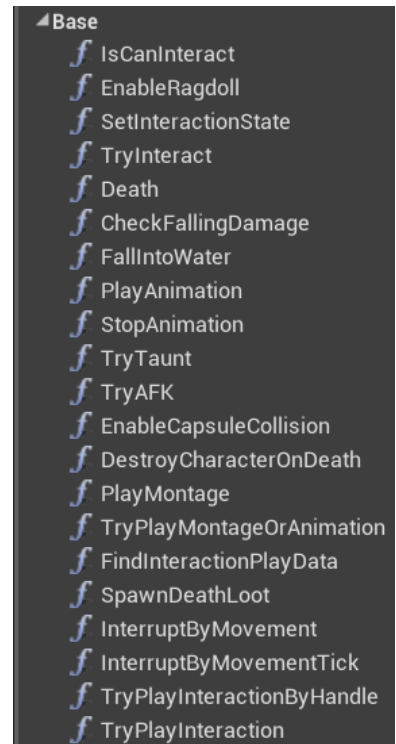 Base
IsCanInteract
EnableRagdoll
SetInteractionState
TryInteract
Death
CheckFallingDamage
FallIntoWater
PlayAnimation
StopAnimation
TryTaunt
TryAFK
EnableCapsuleCollision
DestroyCharacterOnDeath
PlayMontage
TryPlayMontageOrAnimation
FindInteractionPlayData
SpawnDeathLoot
InterruptByMovement
InterruptByMovementTick
TryPlayInteractionByHandle
TryPlayInteraction